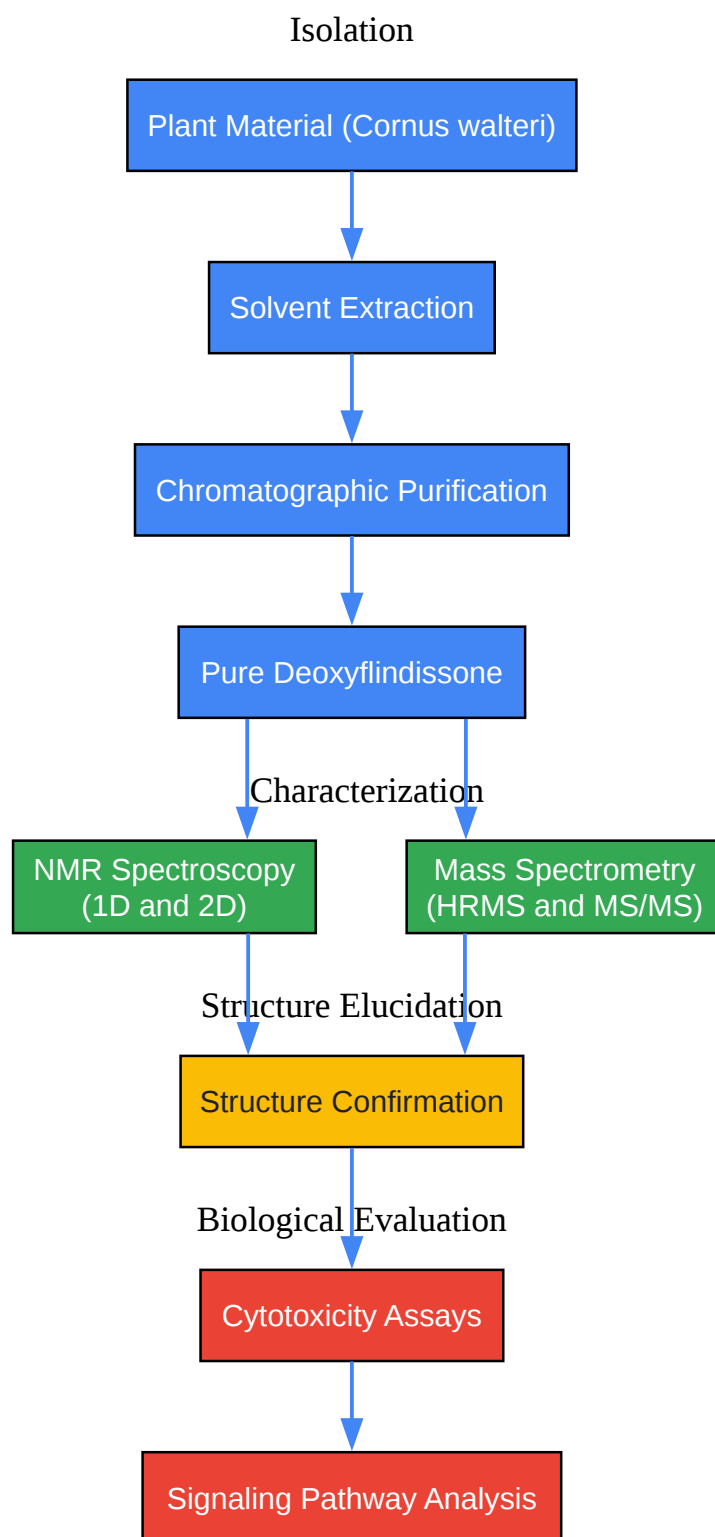 Isolation
Plant Material (Cornus walteri)
Solvent Extraction
Chromatographic Purification
Pure Deoxyflindissone
Characterization
NMR Spectroscopy
(1D and 2D)
Mass Spectrometry
(HRMS and MS/MS)
Structure Elucidation
Structure Confirmation
Biological Evaluation
Cytotoxicity Assays
Signaling Pathway Analysis